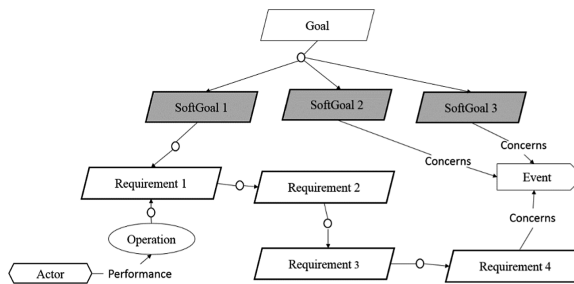 Goal
SoftGoal 1
SoftGoal 2
SoftGoal 3
Concerns
Concerns
Event
Requirement 1
Requirement 2
Concerns
Operation
Requirement 3
Requirement 4
Actor
Performance